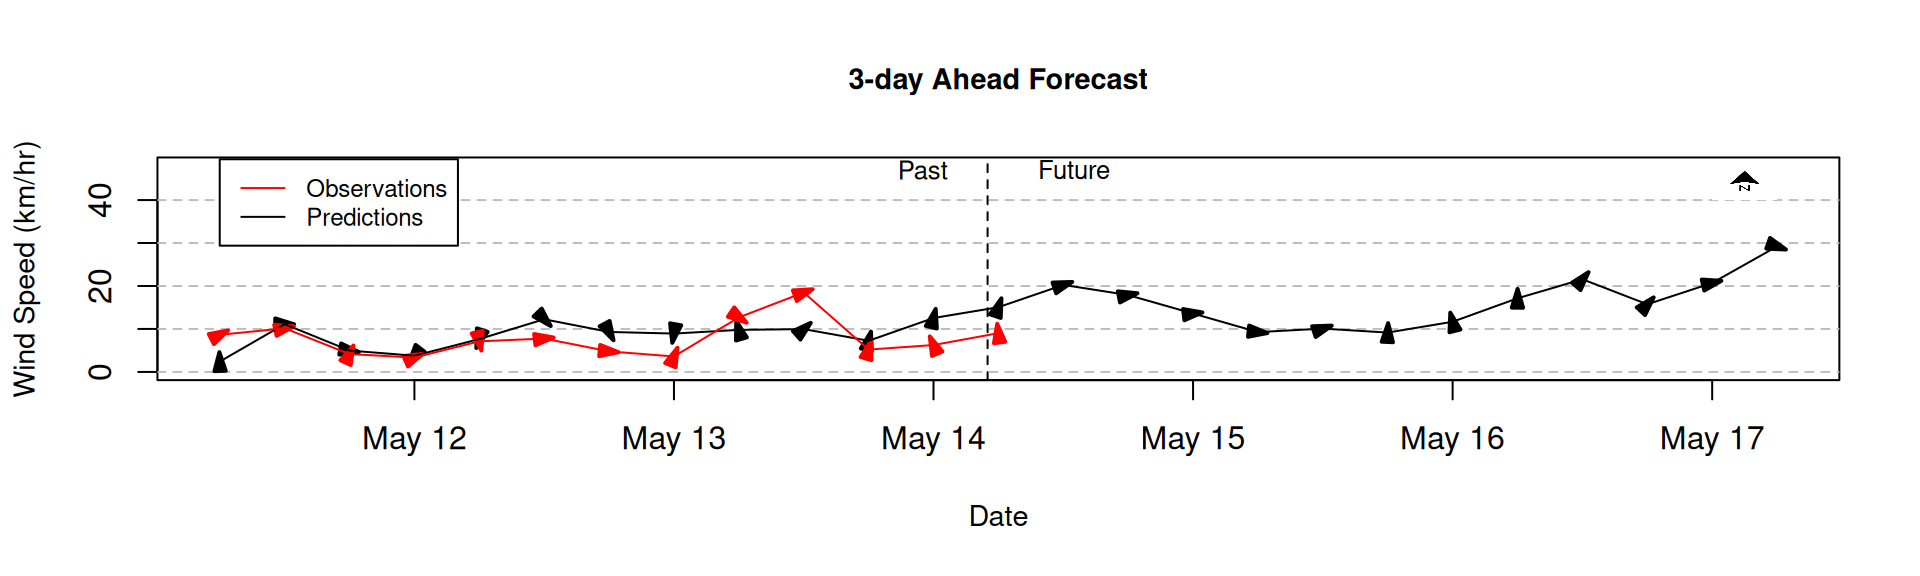 3-day Ahead Forecast
Wind Speed (km/hr)
40
20
0
Observations
Predictions
Past
Future
N
May 12
May 13
May 14
May 15
May 16
May 17
Date